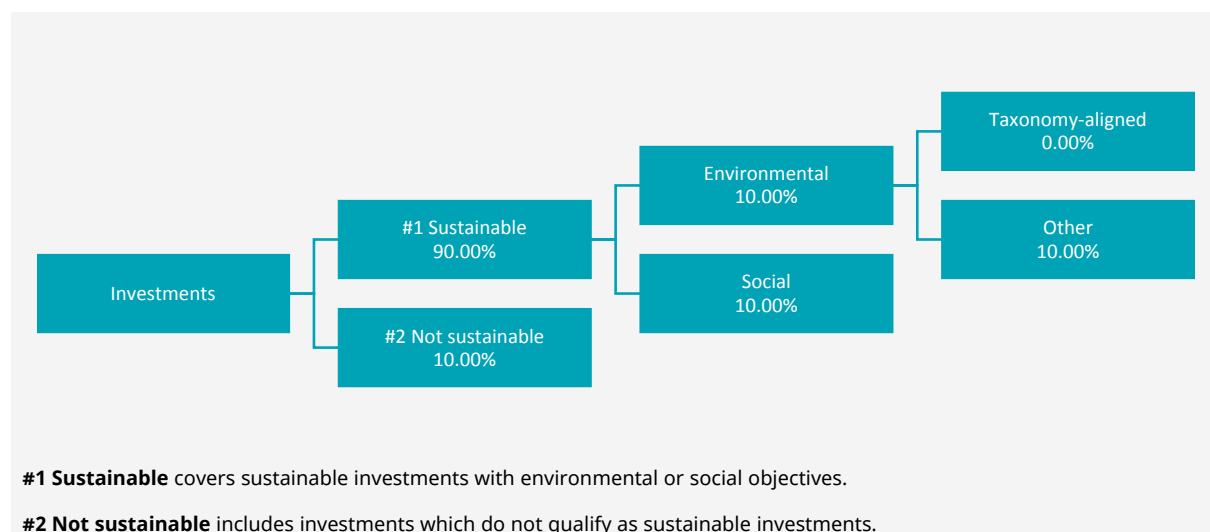 Investments
#1 Sustainable
90.00%
#2 Not sustainable
10.00%
Environmental
10.00%
Social
10.00%
Taxonomy-aligned
0.00%
Other
10.00%
#1 Sustainable covers sustainable investments with environmental or social objectives.
#2 Not sustainable includes investments which do not qualify as sustainable investments.